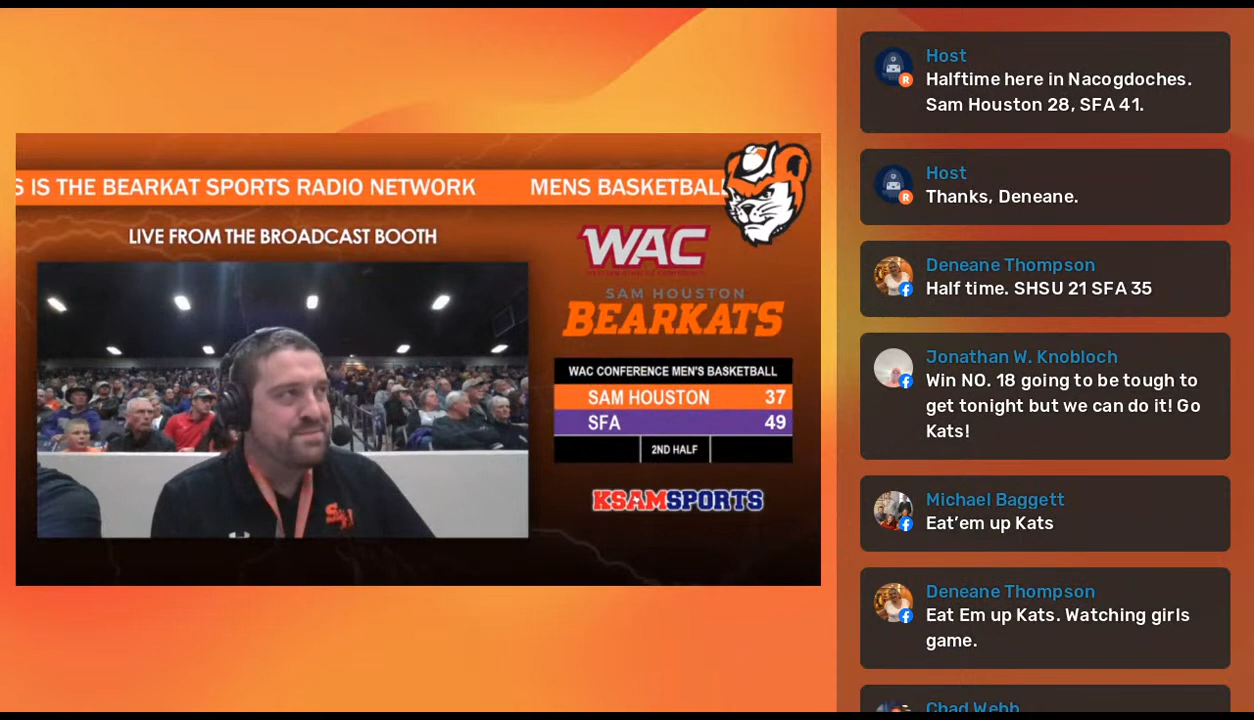 S IS THE BEARKAT SPORTS RADIO NETWORK MENS BASKETBALL
LIVE FROM THE BROADCAST BOOTH
WAC
SAM HOUSTON
BEARKATS
WAC CONFERENCE MEN'S BASKETBALL
SAM HOUSTON 37
SFA 49
2ND HALF
KSAMSPORTS
Host
Halftime here in Nacogdoches.
Sam Houston 28, SFA 41.
Host
Thanks, Deneane.
Deneane Thompson
Half time. SHSU 21 SFA 35
Jonathan W. Knobloch
Win NO. 18 going to be tough to
get tonight but we can do it! Go
Kats!
Michael Baggett
Eat'em up Kats
Deneane Thompson
Eat Em up Kats. Watching girls
game.
Chad Webb